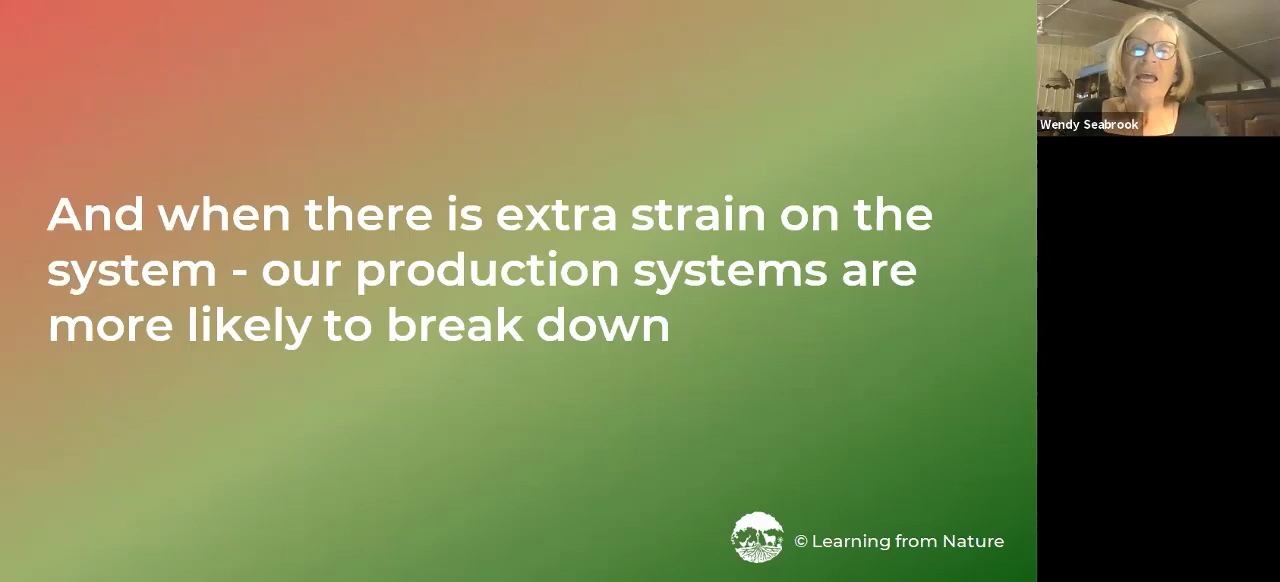 And when there is extra strain on the
system - our production systems are
more likely to break down
© Learning from Nature
Wendy Seabrook